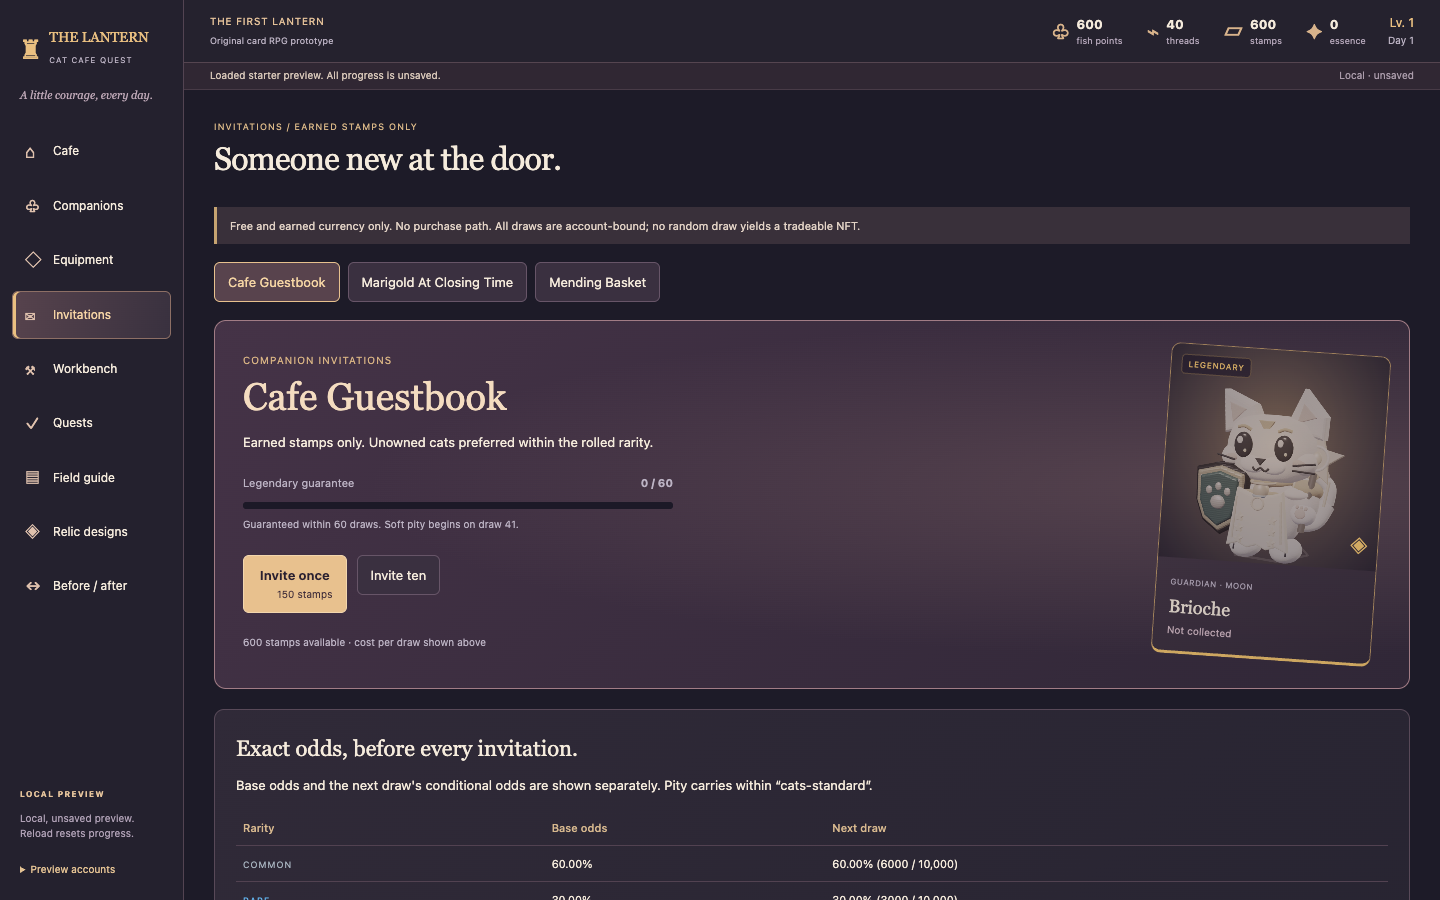 THE LANTERN
CAT CAFE QUEST
A little courage, every day.
Cafe
Companions
Equipment
Invitations
Workbench
Quests
Field guide
Relic designs
Before / after
LOCAL PREVIEW
Local, unsaved preview.
Reload resets progress.
Preview accounts
THE FIRST LANTERN
Original card RPG prototype
600
fish points
40
threads
600
stamps
0
essence
Lv. 1
Day 1
Loaded starter preview. All progress is unsaved.
Local · unsaved
INVITATIONS / EARNED STAMPS ONLY
Someone new at the door.
Free and earned currency only. No purchase path. All draws are account-bound; no random draw yields a tradeable NFT.
Cafe Guestbook
Marigold At Closing Time
Mending Basket
COMPANION INVITATIONS
Cafe Guestbook
Earned stamps only. Unowned cats preferred within the rolled rarity.
Legendary guarantee
0 / 60
Guaranteed within 60 draws. Soft pity begins on draw 41.
Invite once
150 stamps
Invite ten
600 stamps available · cost per draw shown above
LEGENDARY
GUARDIAN · MOON
Brioche
Not collected
Exact odds, before every invitation.
Base odds and the next draw's conditional odds are shown separately. Pity carries within “cats-standard”.
Rarity
Base odds
Next draw
COMMON
60.00%
60.00% (6000 / 10,000)
RARE
30.00%
30.00% (3000 / 10,000)